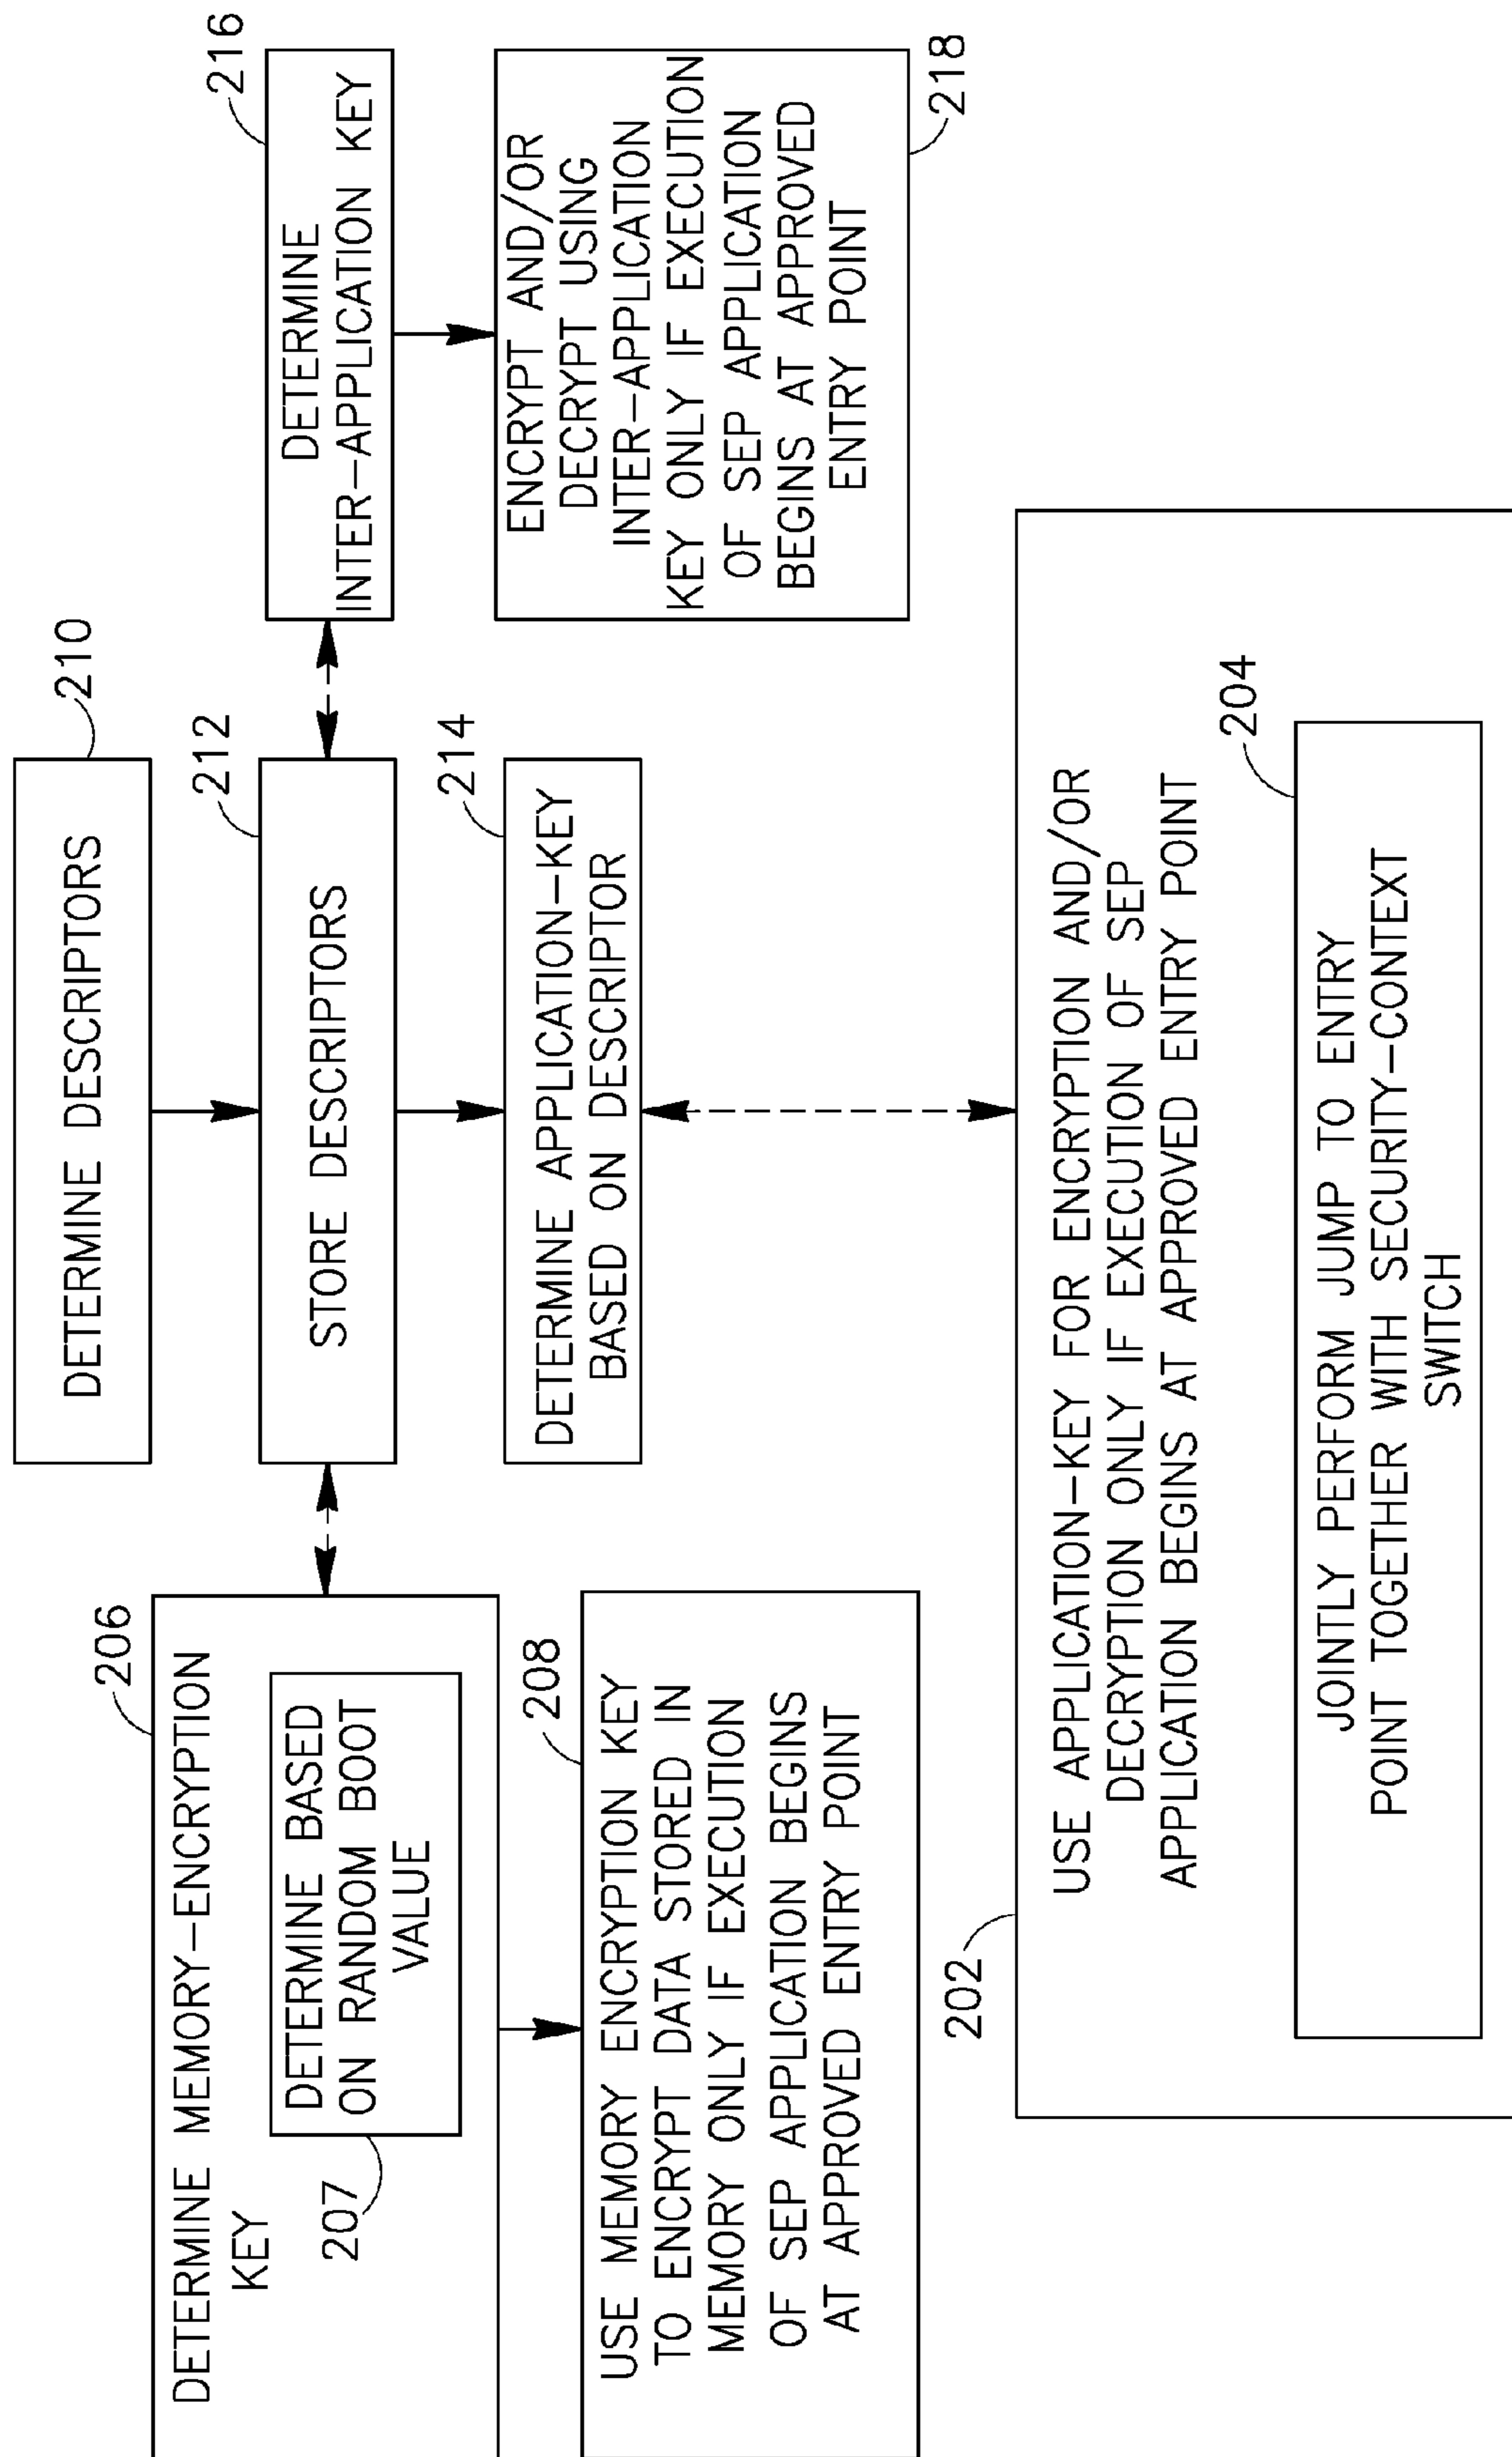 DETERMINE DESCRIPTORS
210
STORE DESCRIPTORS
212
DETERMINE APPLICATION-KEY
BASED ON DESCRIPTOR
214
DETERMINE MEMORY-ENCRYPTION
KEY
206
DETERMINE BASED
ON RANDOM BOOT
VALUE
207
USE MEMORY ENCRYPTION KEY
TO ENCRYPT DATA STORED IN
MEMORY ONLY IF EXECUTION
OF SEP APPLICATION BEGINS
AT APPROVED ENTRY POINT
208
DETERMINE
INTER-APPLICATION KEY
216
ENCRYPT AND/OR
DECRYPT USING
INTER-APPLICATION
KEY ONLY IF EXECUTION
OF SEP APPLICATION
BEGINS AT APPROVED
ENTRY POINT
218
202
USE APPLICATION-KEY FOR ENCRYPTION AND/OR
DECRYPTION ONLY IF EXECUTION OF SEP
APPLICATION BEGINS AT APPROVED ENTRY POINT
204
JOINTLY PERFORM JUMP TO ENTRY
POINT TOGETHER WITH SECURITY-CONTEXT
SWITCH